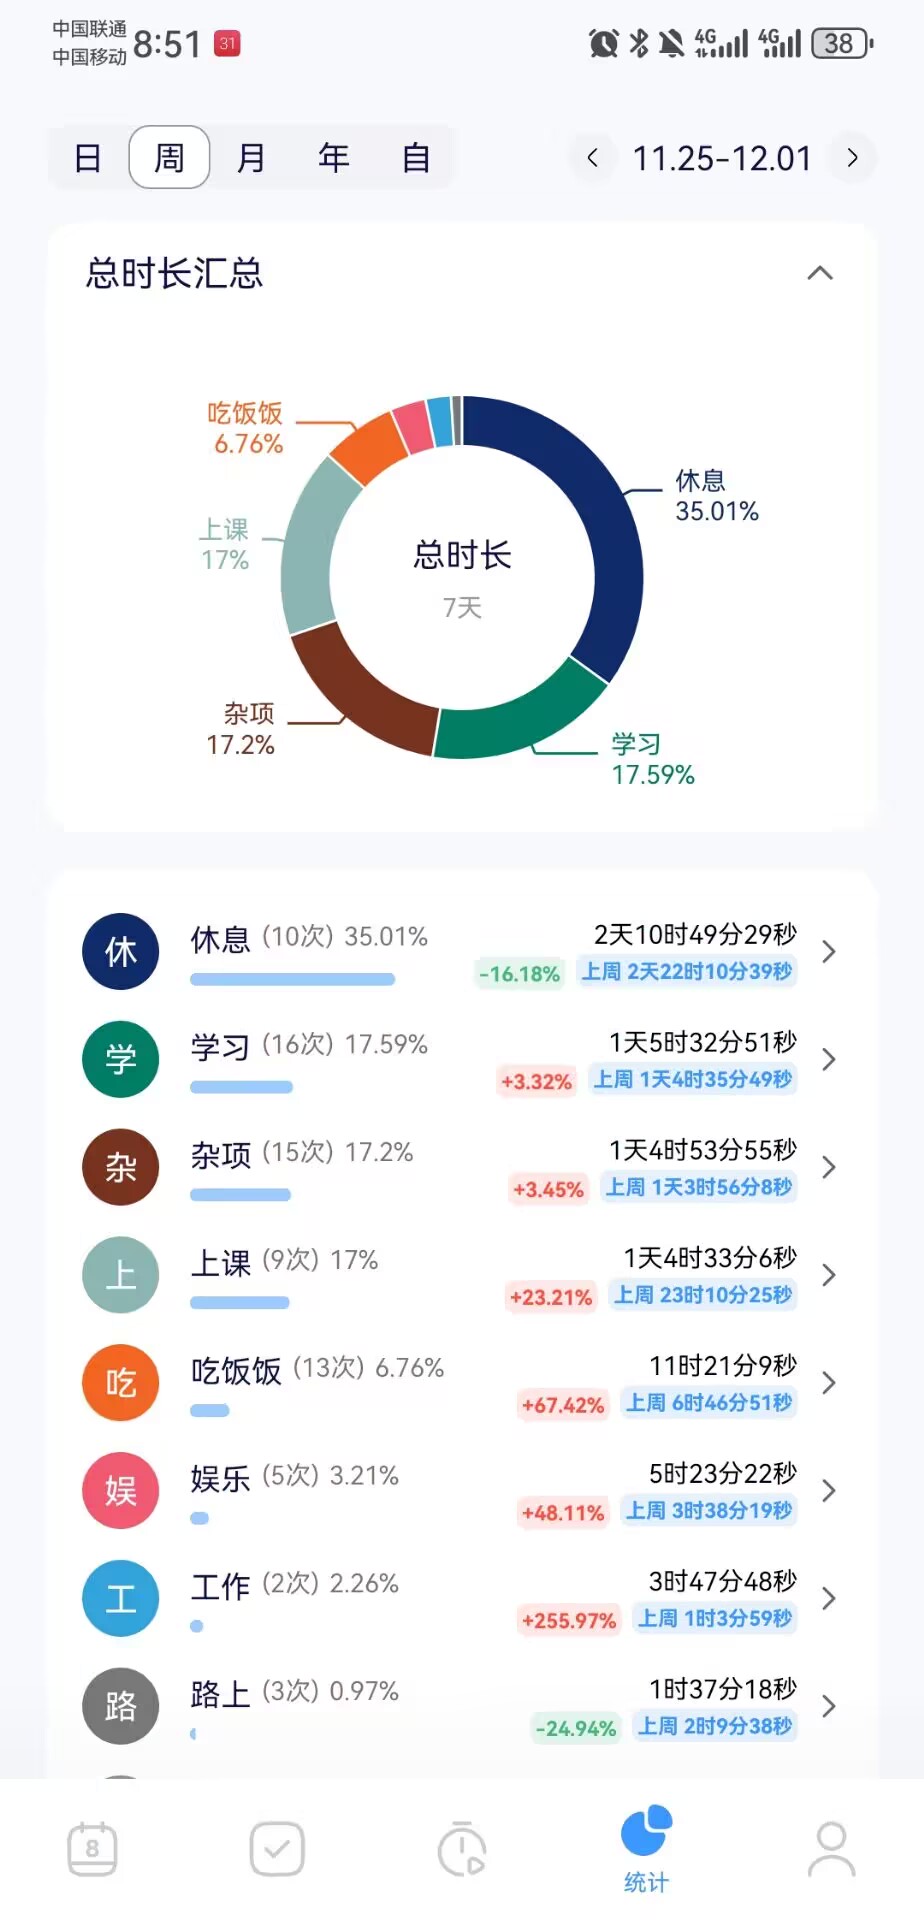 中国联通
中国移动
8:51
31
4G
4G
38
日 周 月 年 自
11.25-12.01
总时长汇总
吃饭饭
6.76%
休息
35.01%
上课
17%
总时长
7天
杂项
17.2%
学习
17.59%
休
休息 (10次) 35.01%
2天10时49分29秒
-16.18%
上周 2天22时10分39秒
学
学习 (16次) 17.59%
1天5时32分51秒
+3.32%
上周 1天4时35分49秒
杂
杂项 (15次) 17.2%
1天4时53分55秒
+3.45%
上周 1天3时56分8秒
上
上课 (9次) 17%
1天4时33分6秒
+23.21%
上周 23时10分25秒
吃
吃饭饭 (13次) 6.76%
11时21分9秒
+67.42%
上周 6时46分51秒
娱
娱乐 (5次) 3.21%
5时23分22秒
+48.11%
上周 3时38分19秒
工
工作 (2次) 2.26%
3时47分48秒
+255.97%
上周 1时3分59秒
路
路上 (3次) 0.97%
1时37分18秒
-24.94%
上周 2时9分38秒
8
统计